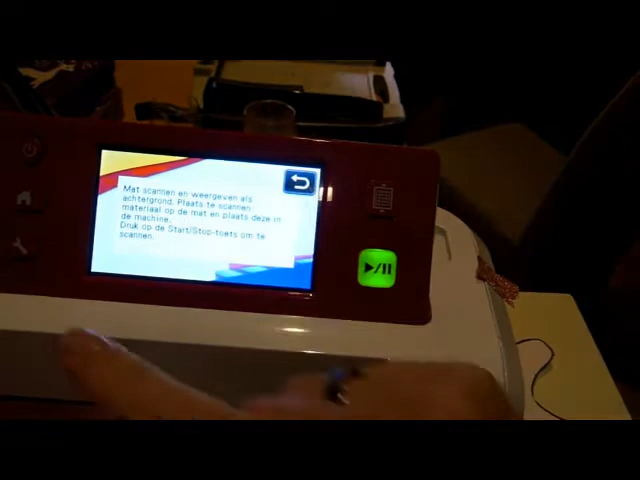 Mat scannen en weergeven als
achtergrond. Plaats te scannen
materiaal op de mat en plaats deze in
de machine.
Druk op de Start/Stop-toets om te
scannen.